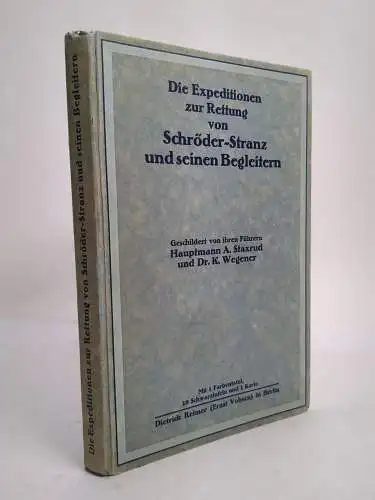 Die Expeditionen zur Rettung von Schröder-Stranz und seinen Begleitern
Die Expeditionen
zur Rettung
von
Schröder-Stranz
und seinen Begleitern
Geschildert von ihren Führern
Hauptmann A. Staxrud
und Dr. K. Wegener
Mit 1 Farbentafel,
Schwarztafeln und 1 Karte
Dietrich Reimer (Ernst Vohsen) in Berlin